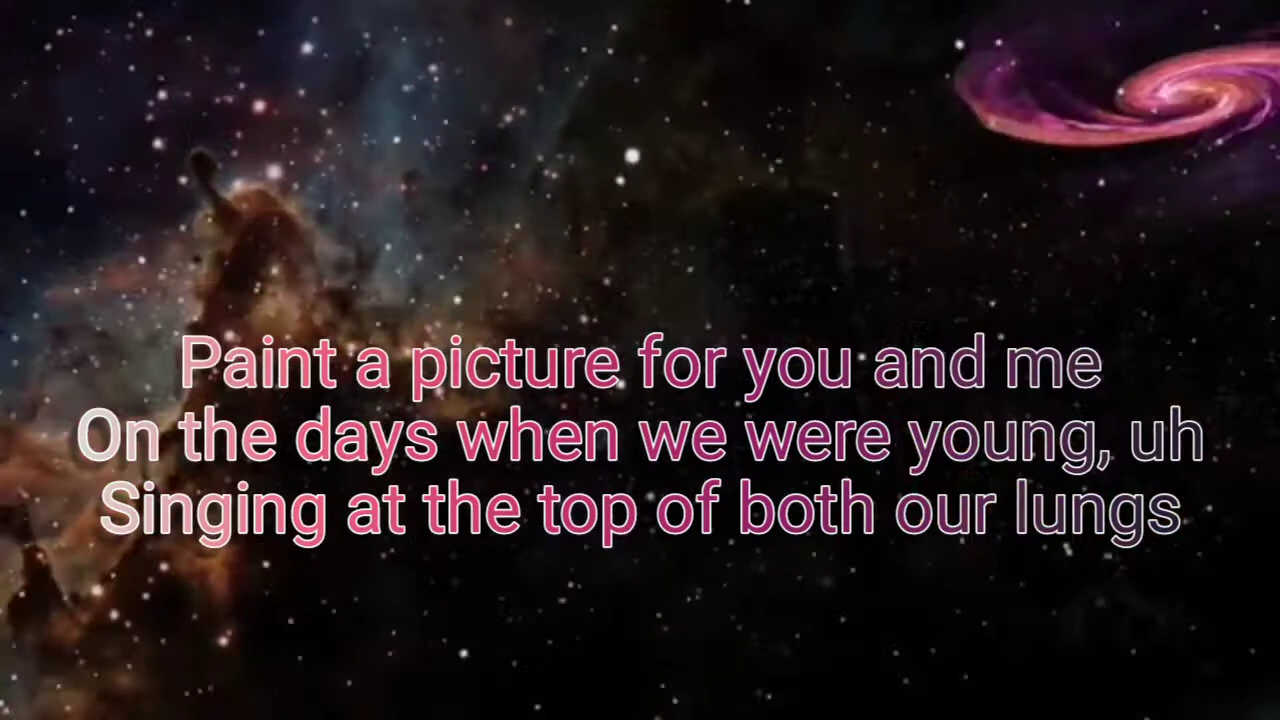 Paint a picture for you and me
On the days when we were young, uh
Singing at the top of both our lungs